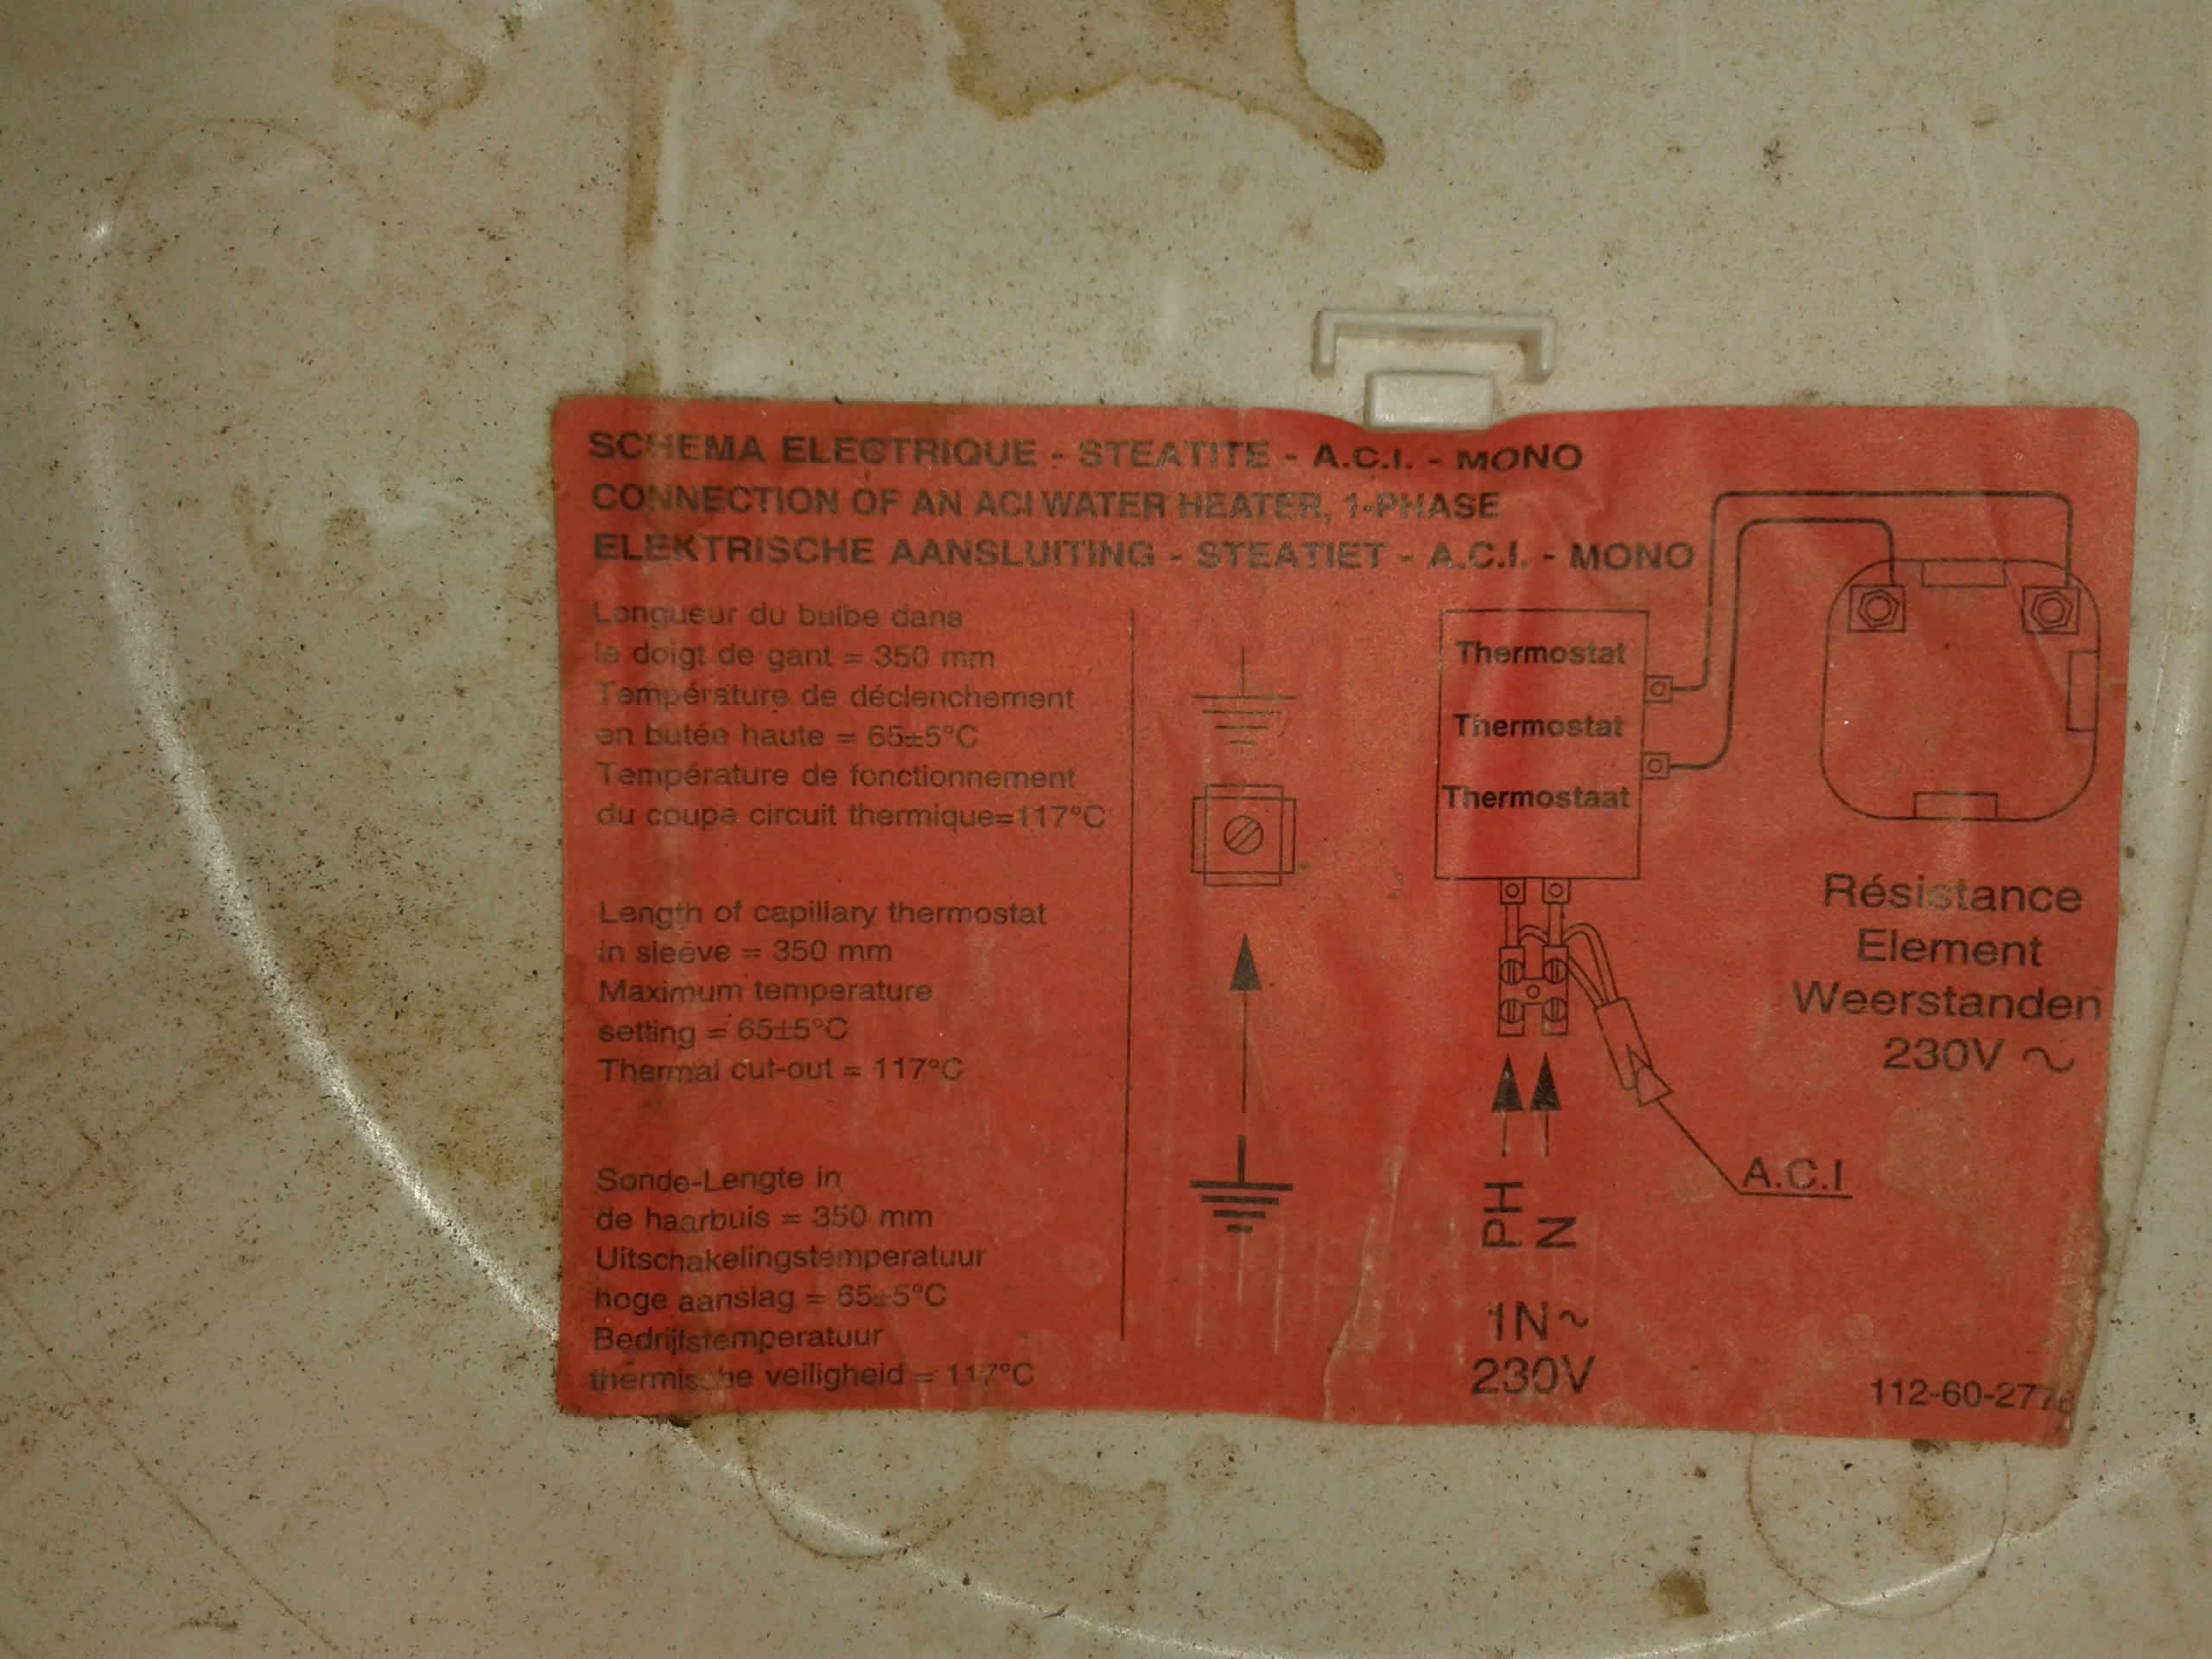 SCHEMA ELECTRIQUE - STEATITE - A.C.I. - MONO
CONNECTION OF AN ACI WATER HEATER, 1-PHASE
ELEKTRISCHE AANSLUITING - STEATIET - A.C.I. - MONO
Longueur du bulbe dans
le doigt de gant = 350 mm
Température de déclenchement
en butée haute = 65±5°C
Température de fonctionnement
du coupe circuit thermique=117°C
Length of capillary thermostat
in sleeve = 350 mm
Maximum temperature
setting = 65±5°C
Thermal cut-out = 117°C
Sonde-Lengte in
de haarbuis = 350 mm
Uitschakelingstemperatuur
hoge aanslag = 65±5°C
Bedrijfstemperatuur
thermische veiligheid = 117°C
Thermostat
Thermostat
Thermostaat
PH
N
1N~
230V
A.C.I
Résistance
Element
Weerstanden
230V ~